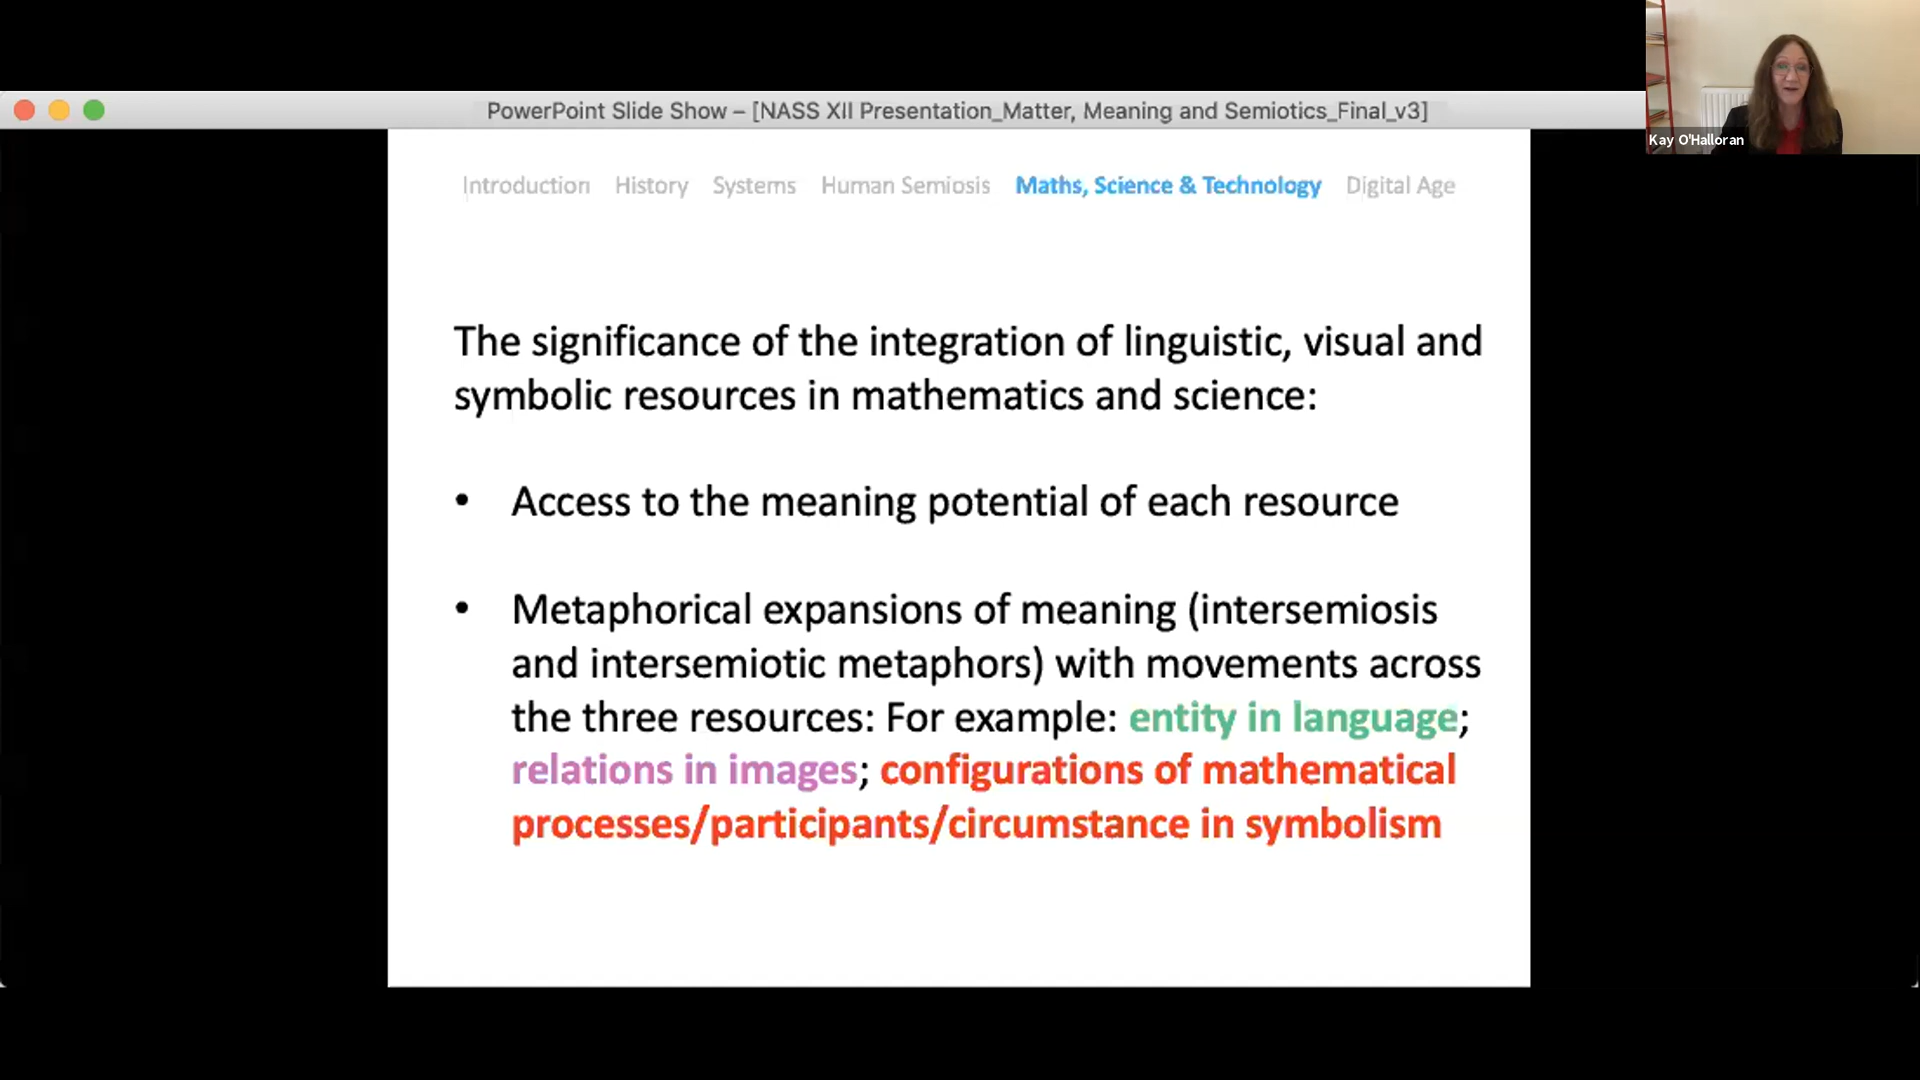 PowerPoint Slide Show – [NASS XII Presentation_Matter, Meaning and Semiotics_Final_v3]
Kay O'Halloran
Introduction History Systems Human Semiosis Maths, Science & Technology Digital Age
The significance of the integration of linguistic, visual and
symbolic resources in mathematics and science:
• Access to the meaning potential of each resource
• Metaphorical expansions of meaning (intersemiosis
and intersemiotic metaphors) with movements across
the three resources: For example: entity in language;
relations in images; configurations of mathematical
processes/participants/circumstance in symbolism